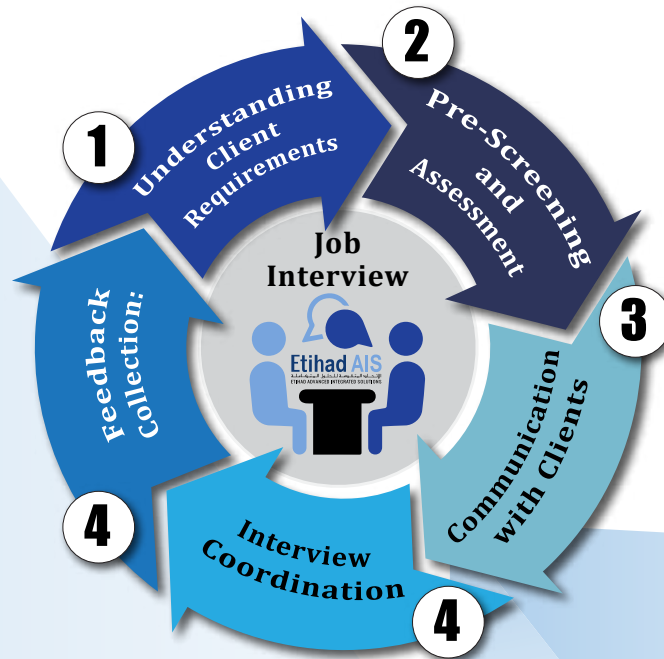 1
Understanding
Client
Requirements
2
Pre-Screening
and
Assessment
3
Communication
with Clients
4
Interview
Coordination
4
Feedback
Collection:
Job
Interview
Etihad AIS
ETIHAD ADVANCED INTEGRATED SOLUTIONS